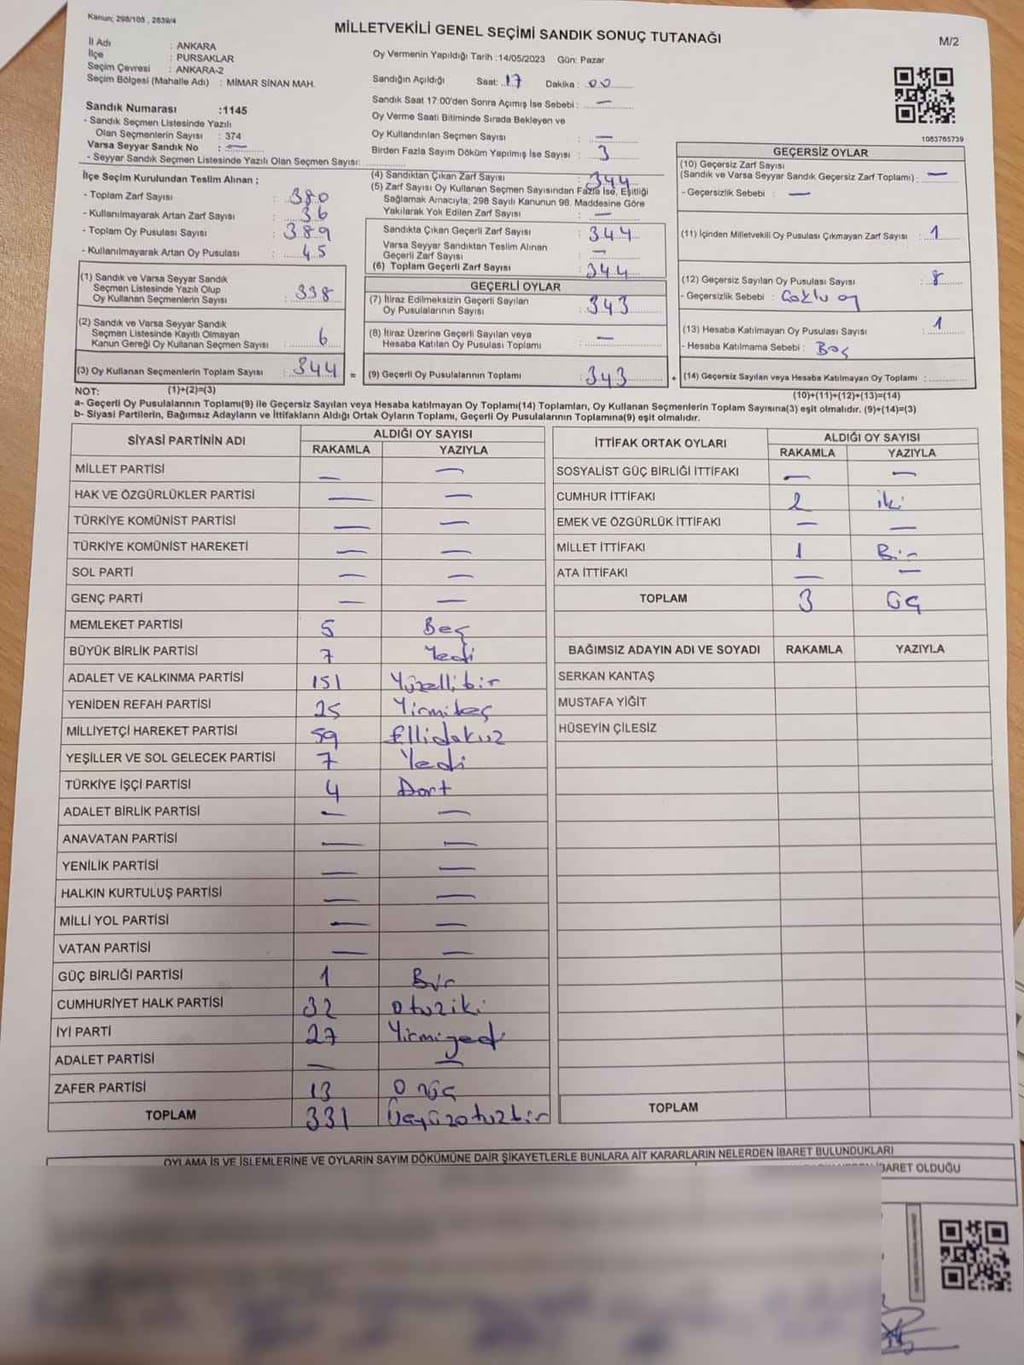 Kanun; 298/105 , 2839/4
MİLLETVEKİLİ GENEL SEÇİMİ SANDIK SONUÇ TUTANAĞI
M/2
İl Adı : ANKARA
İlçe : PURSAKLAR
Seçim Çevresi : ANKARA-2
Seçim Bölgesi (Mahalle Adı) : MİMAR SİNAN MAH.
Sandık Numarası :1145
- Sandık Seçmen Listesinde Yazılı
Olan Seçmenlerin Sayısı : 374
Varsa Seyyar Sandık No : —
- Seyyar Sandık Seçmen Listesinde Yazılı Olan Seçmen Sayısı:
Oy Vermenin Yapıldığı Tarih :14/05/2023 Gün: Pazar
Sandığın Açıldığı Saat: 17 Dakika : 00
Sandık Saat 17:00'den Sonra Açılmış İse Sebebi : —
Oy Verme Saati Bitiminde Sırada Bekleyen ve
Oy Kullandırılan Seçmen Sayısı : —
Birden Fazla Sayım Döküm Yapılmış İse Sayısı : 3
1083765739
İlçe Seçim Kurulundan Teslim Alınan ;
- Toplam Zarf Sayısı : 380
- Kullanılmayarak Artan Zarf Sayısı : 36
- Toplam Oy Pusulası Sayısı : 389
- Kullanılmayarak Artan Oy Pusulası : 45
(1) Sandık ve Varsa Seyyar Sandık
Seçmen Listesinde Yazılı Olup
Oy Kullanan Seçmenlerin Sayısı : 338
(2) Sandık ve Varsa Seyyar Sandık
Seçmen Listesinde Kayıtlı Olmayan
Kanun Gereği Oy Kullanan Seçmen Sayısı : 6
(3) Oy Kullanan Seçmenlerin Toplam Sayısı : 344 =
(4) Sandıktan Çıkan Zarf Sayısı : 344
(5) Zarf Sayısı Oy Kullanan Seçmen Sayısından Fazla İse, Eşitliği
Sağlamak Amacıyla; 298 Sayılı Kanunun 98. Maddesine Göre
Yakılarak Yok Edilen Zarf Sayısı : —
Sandıkta Çıkan Geçerli Zarf Sayısı : 344
Varsa Seyyar Sandıktan Teslim Alınan
Geçerli Zarf Sayısı : —
(6) Toplam Geçerli Zarf Sayısı : 344
GEÇERLİ OYLAR
(7) İtiraz Edilmeksizin Geçerli Sayılan
Oy Pusulalarının Sayısı : 343
(8) İtiraz Üzerine Geçerli Sayılan veya
Hesaba Katılan Oy Pusulası Toplamı : —
(9) Geçerli Oy Pusulalarının Toplamı : 343 +
GEÇERSİZ OYLAR
(10) Geçersiz Zarf Sayısı
(Sandık ve Varsa Seyyar Sandık Geçersiz Zarf Toplamı) : —
- Geçersizlik Sebebi : —
(11) İçinden Milletvekili Oy Pusulası Çıkmayan Zarf Sayısı : 1
(12) Geçersiz Sayılan Oy Pusulası Sayısı : 8
- Geçersizlik Sebebi : Çoklu oy
(13) Hesaba Katılmayan Oy Pusulası Sayısı : 1
- Hesaba Katılmama Sebebi : Boş
(14) Geçersiz Sayılan veya Hesaba Katılmayan Oy Toplamı :
NOT: (1)+(2)=(3)
(10)+(11)+(12)+(13)=(14)
a- Geçerli Oy Pusulalarının Toplamı(9) ile Geçersiz Sayılan veya Hesaba katılmayan Oy Toplamı(14) Toplamları, Oy Kullanan Seçmenlerin Toplam Sayısına(3) eşit olmalıdır. (9)+(14)=(3)
b- Siyasi Partilerin, Bağımsız Adayların ve İttifakların Aldığı Ortak Oyların Toplamı, Geçerli Oy Pusulalarının Toplamına(9) eşit olmalıdır.
SİYASİ PARTİNİN ADI ALDIĞI OY SAYISI
RAKAMLA YAZIYLA
MİLLET PARTİSİ — —
HAK VE ÖZGÜRLÜKLER PARTİSİ — —
TÜRKİYE KOMÜNİST PARTİSİ — —
TÜRKİYE KOMÜNİST HAREKETİ — —
SOL PARTİ — —
GENÇ PARTİ — —
MEMLEKET PARTİSİ 5 Beş
BÜYÜK BİRLİK PARTİSİ 7 Yedi
ADALET VE KALKINMA PARTİSİ 151 Yüzellibir
YENİDEN REFAH PARTİSİ 25 Yirmibeş
MİLLİYETÇİ HAREKET PARTİSİ 59 Ellidokuz
YEŞİLLER VE SOL GELECEK PARTİSİ 7 Yedi
TÜRKİYE İŞÇİ PARTİSİ 4 Dört
ADALET BİRLİK PARTİSİ — —
ANAVATAN PARTİSİ — —
YENİLİK PARTİSİ — —
HALKIN KURTULUŞ PARTİSİ — —
MİLLİ YOL PARTİSİ — —
VATAN PARTİSİ — —
GÜÇ BİRLİĞİ PARTİSİ 1 Bir
CUMHURİYET HALK PARTİSİ 32 Otuziki
İYİ PARTİ 27 Yirmiyedi
ADALET PARTİSİ — —
ZAFER PARTİSİ 13 Onüç
TOPLAM 331 Üçyüzotuzbir
İTTİFAK ORTAK OYLARI ALDIĞI OY SAYISI
RAKAMLA YAZIYLA
SOSYALİST GÜÇ BİRLİĞİ İTTİFAKI — —
CUMHUR İTTİFAKI 2 iki
EMEK VE ÖZGÜRLÜK İTTİFAKI — —
MİLLET İTTİFAKI 1 Bir
ATA İTTİFAKI — —
TOPLAM 3 Üç
BAĞIMSIZ ADAYIN ADI VE SOYADI RAKAMLA YAZIYLA
SERKAN KANTAŞ
MUSTAFA YİĞİT
HÜSEYİN ÇİLESİZ
TOPLAM
OYLAMA İŞ VE İŞLEMLERİNE VE OYLARIN SAYIM DÖKÜMÜNE DAİR ŞİKAYETLERLE BUNLARA AİT KARARLARIN NELERDEN İBARET BULUNDUKLARI
İBARET OLDUĞU